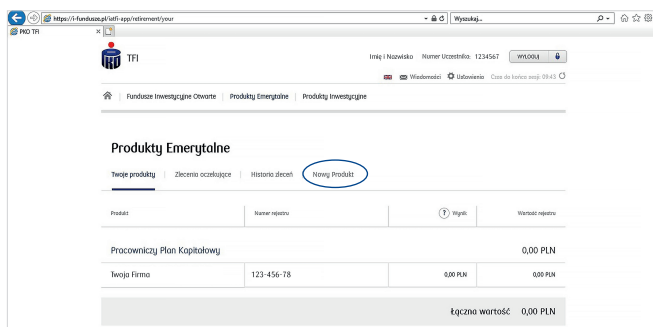 https://i-fundusze.pl/iatfi-app/retirement/your
Wyszukaj...
PKO TFI
TFI
Imię i Nazwisko Numer Uczestnika: 1234567 WYLOGUJ
Wiadomości Ustawienia Czas do końca sesji: 08:43
Fundusze Inwestycyjne Otwarte Produkty Emerytalne Produkty Inwestycyjne
Produkty Emerytalne
Twoje produkty Zlecenia oczekujące Historia zleceń Nowy Produkt
Produkt Numer rejestru ? Wynik Wartość rejestru
Pracowniczy Plan Kapitałowy 0,00 PLN
Twoja Firma 123-456-78 0,00 PLN 0,00 PLN
Łączna wartość 0,00 PLN